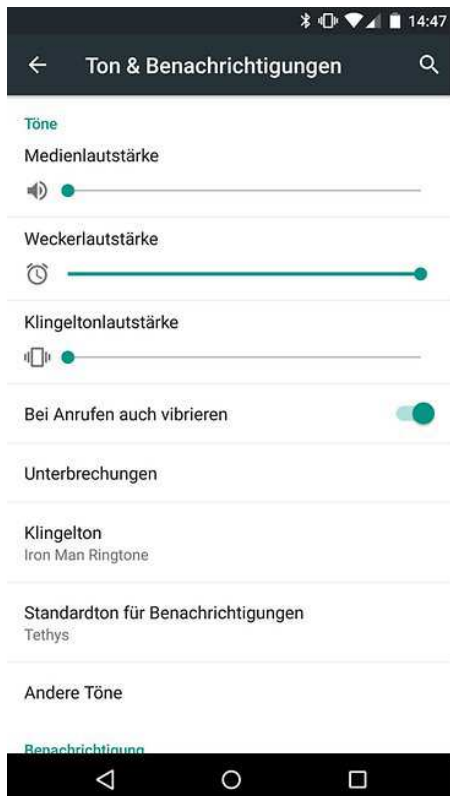 14:47
Ton & Benachrichtigungen
Töne
Medienlautstärke
Weckerlautstärke
Klingeltonlautstärke
Bei Anrufen auch vibrieren
Unterbrechungen
Klingelton
Iron Man Ringtone
Standardton für Benachrichtigungen
Tethys
Andere Töne
Benachrichtigung